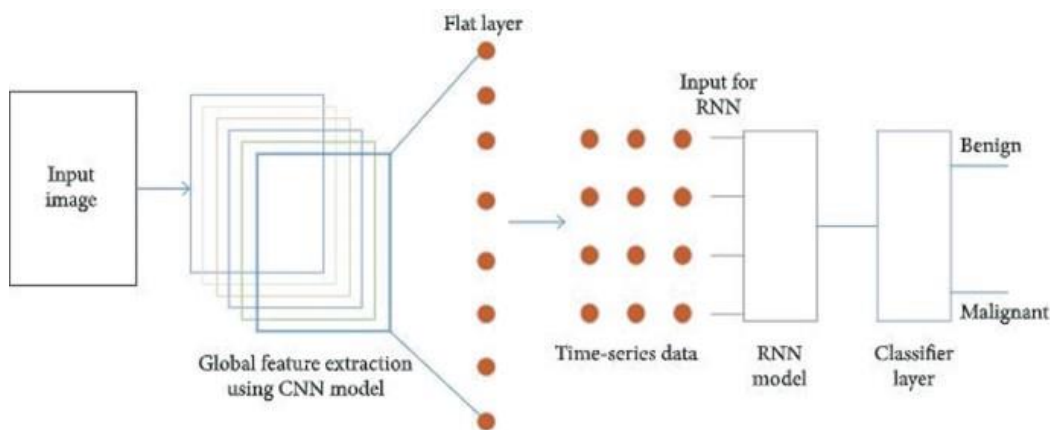 Flat layer
Input
image
Global feature extraction
using CNN model
Time-series data
Input for
RNN
RNN
model
Classifier
layer
Benign
Malignant